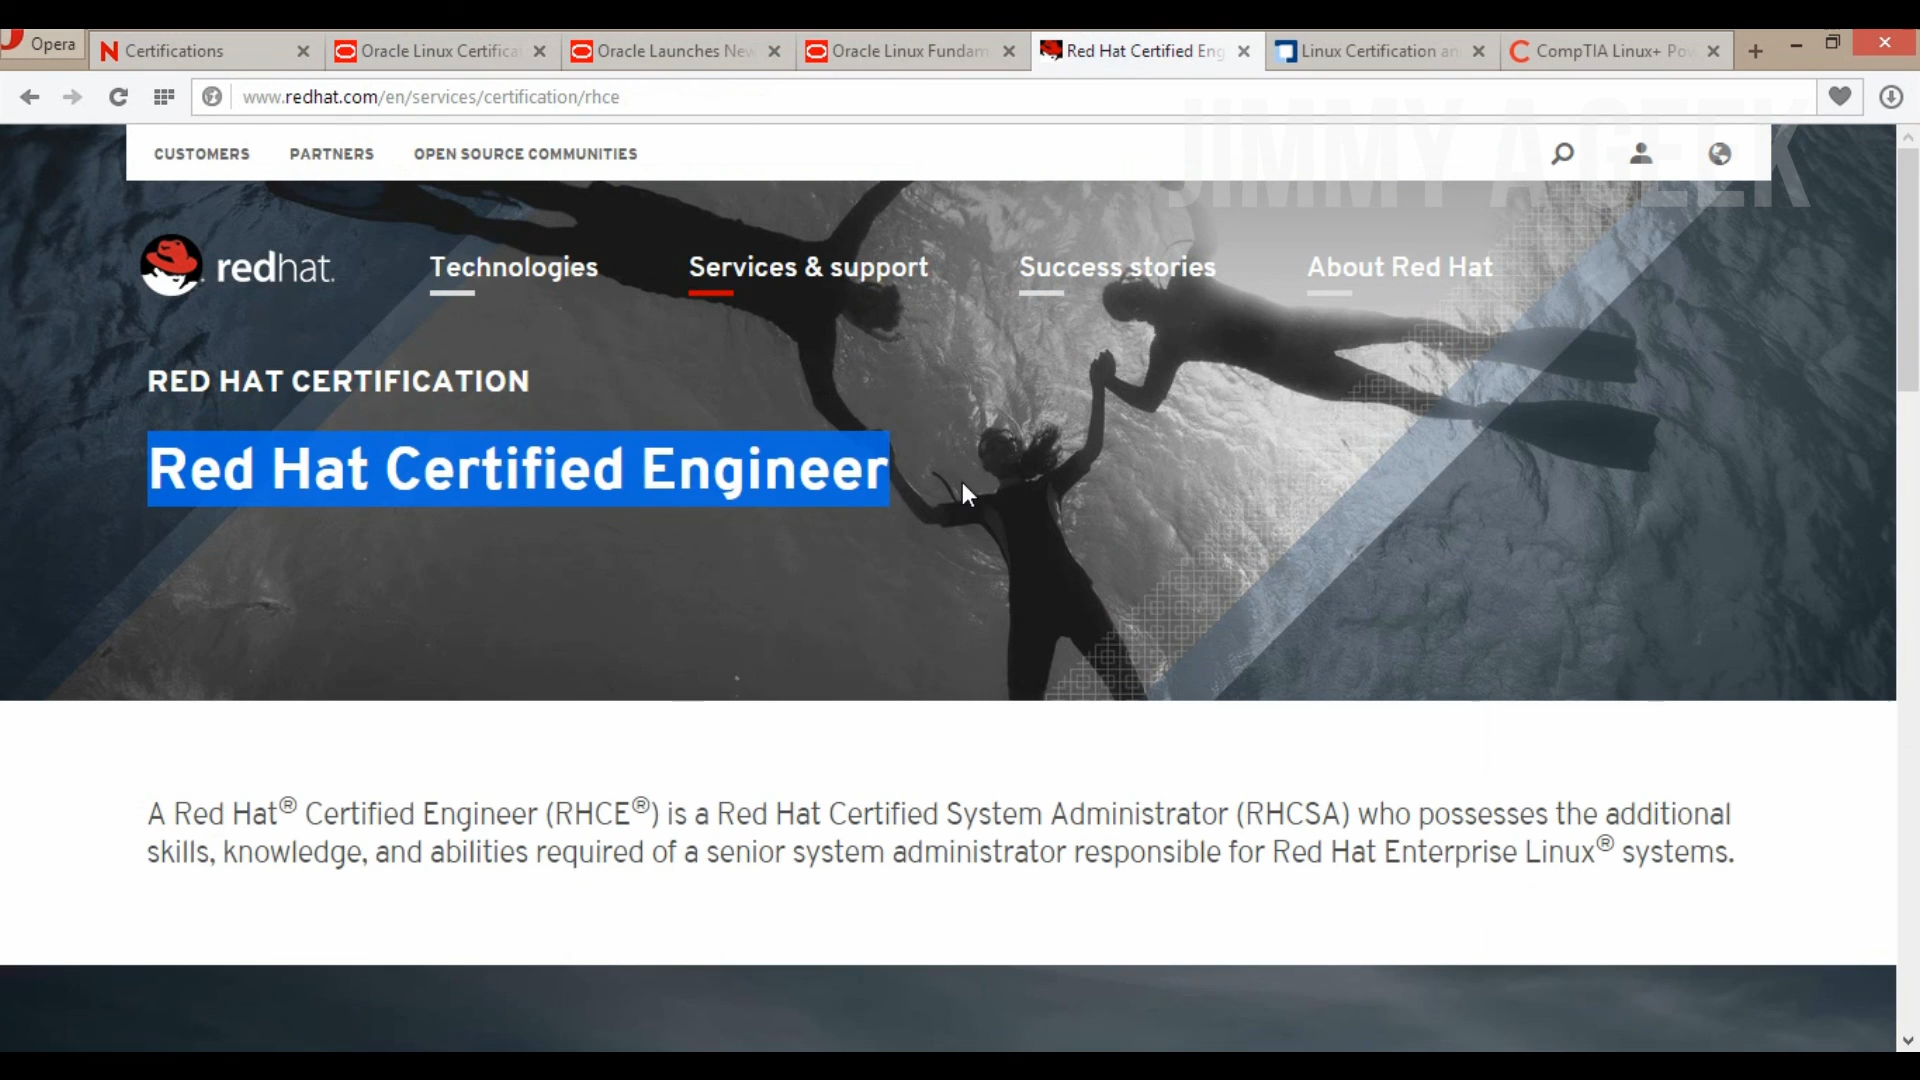 Opera
Certifications
Oracle Linux Certifica
Oracle Launches New
Oracle Linux Fundam
Red Hat Certified Eng
Linux Certification an
CompTIA Linux+ Pow
www.redhat.com/en/services/certification/rhce
JIMMY A GEEK
CUSTOMERS
PARTNERS
OPEN SOURCE COMMUNITIES
redhat.
Technologies
Services & support
Success stories
About Red Hat
RED HAT CERTIFICATION
Red Hat Certified Engineer
A Red Hat® Certified Engineer (RHCE®) is a Red Hat Certified System Administrator (RHCSA) who possesses the additional
skills, knowledge, and abilities required of a senior system administrator responsible for Red Hat Enterprise Linux® systems.